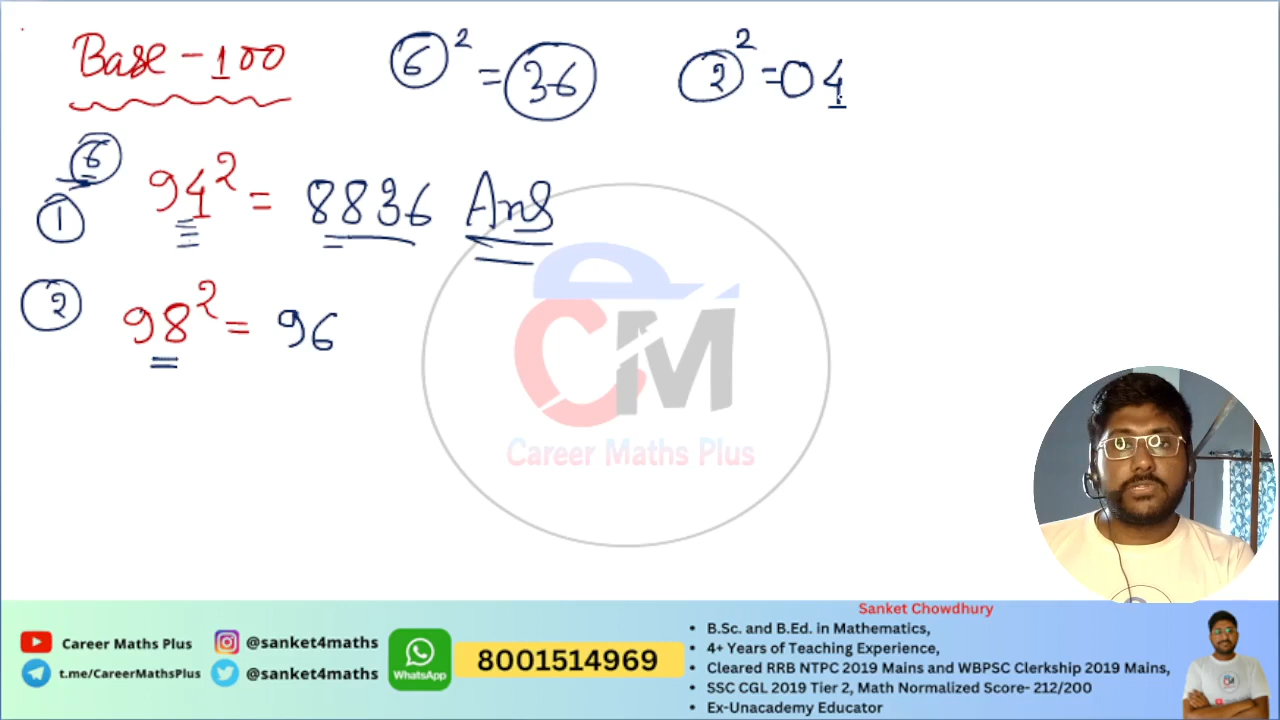 Base - 100
6² = 36
2² = 04
6
① 94² = 8836 Ans
② 98² = 96
CM
Career Maths Plus
Career Maths Plus
@sanket4maths
t.me/CareerMathsPlus
@sanket4maths
WhatsApp
8001514969
Sanket Chowdhury
• B.Sc. and B.Ed. in Mathematics,
• 4+ Years of Teaching Experience,
• Cleared RRB NTPC 2019 Mains and WBPSC Clerkship 2019 Mains,
• SSC CGL 2019 Tier 2, Math Normalized Score- 212/200
• Ex-Unacademy Educator